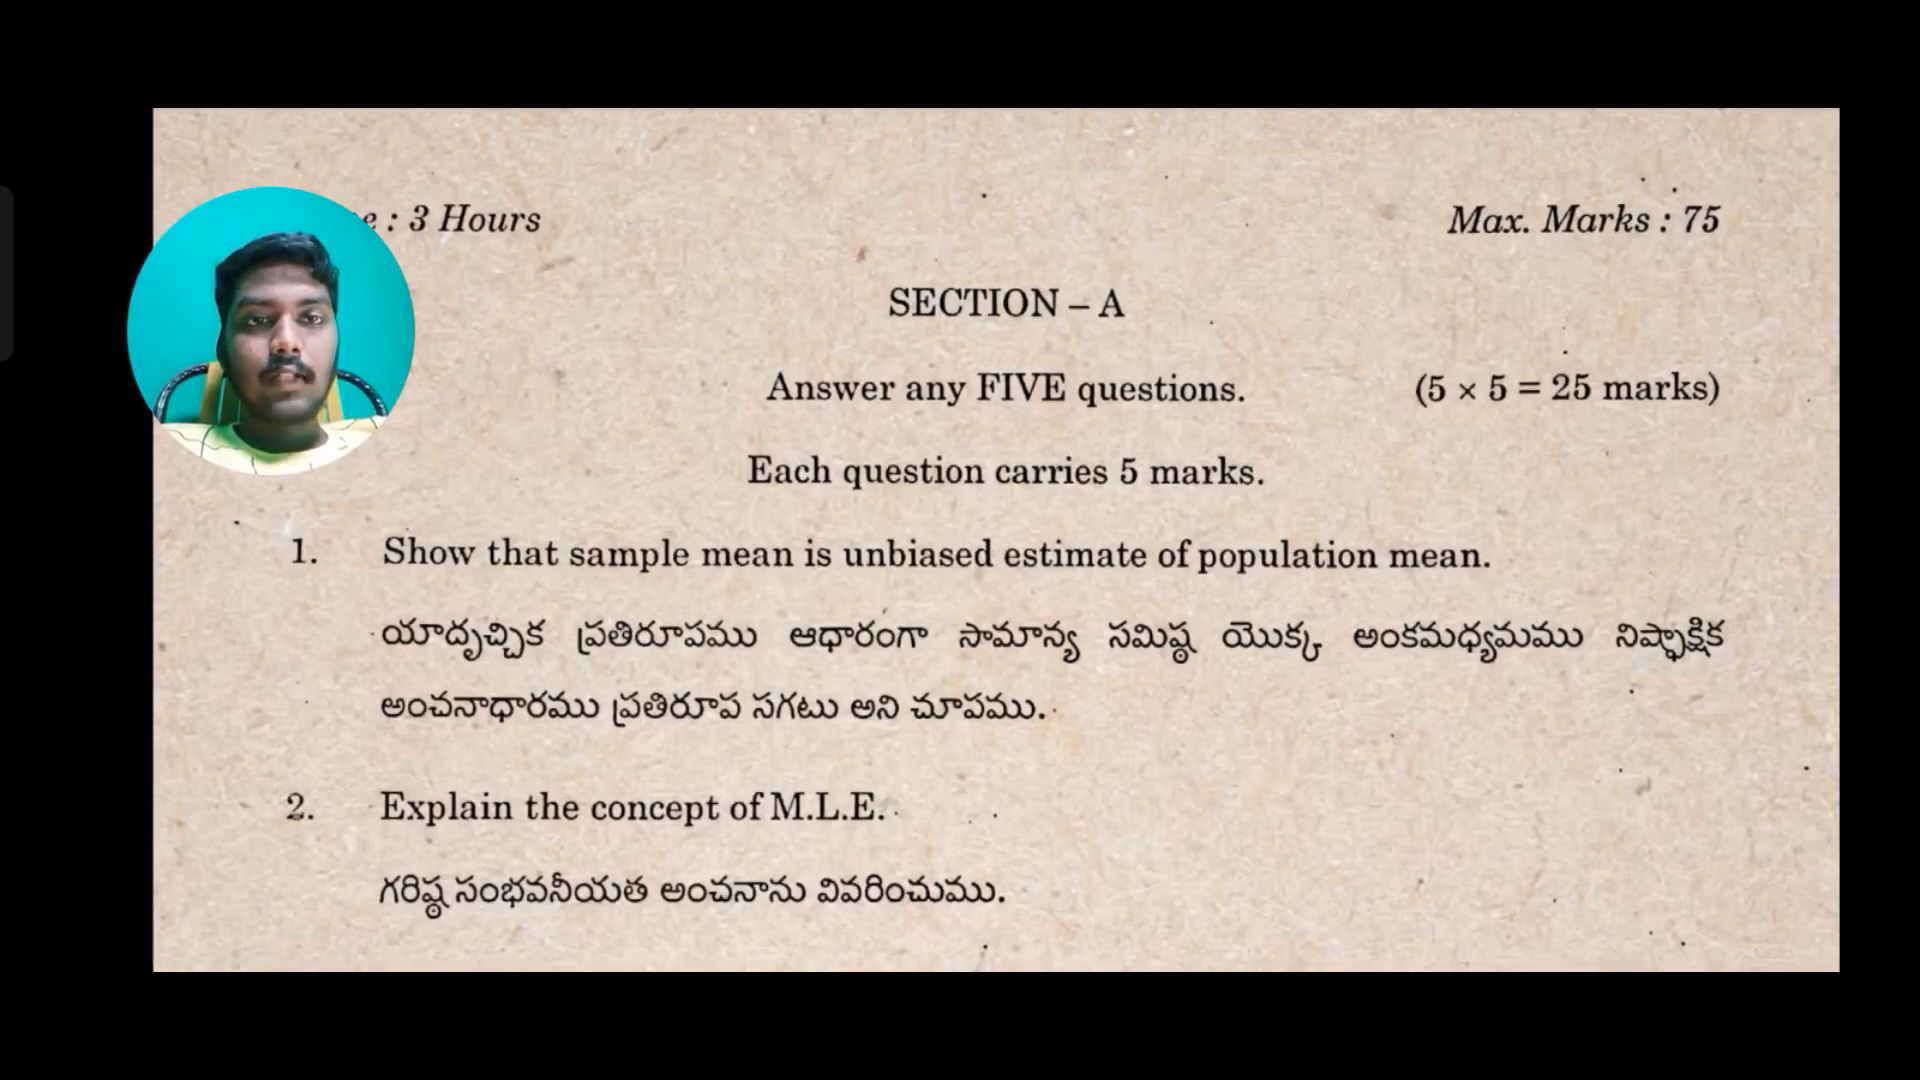 : 3 Hours
Max. Marks : 75
SECTION – A
Answer any FIVE questions.
(5 × 5 = 25 marks)
Each question carries 5 marks.
1. Show that sample mean is unbiased estimate of population mean.
యాదృచ్చిక ప్రతిరూపము ఆధారంగా సామాన్య సమిష్ఠ యొక్క అంకమధ్యమము నిష్పాక్షిక
అంచనాధారము ప్రతిరూప సగటు అని చూపము.
2. Explain the concept of M.L.E.
గరిష్ఠ సంభవనీయత అంచనాను వివరించుము.